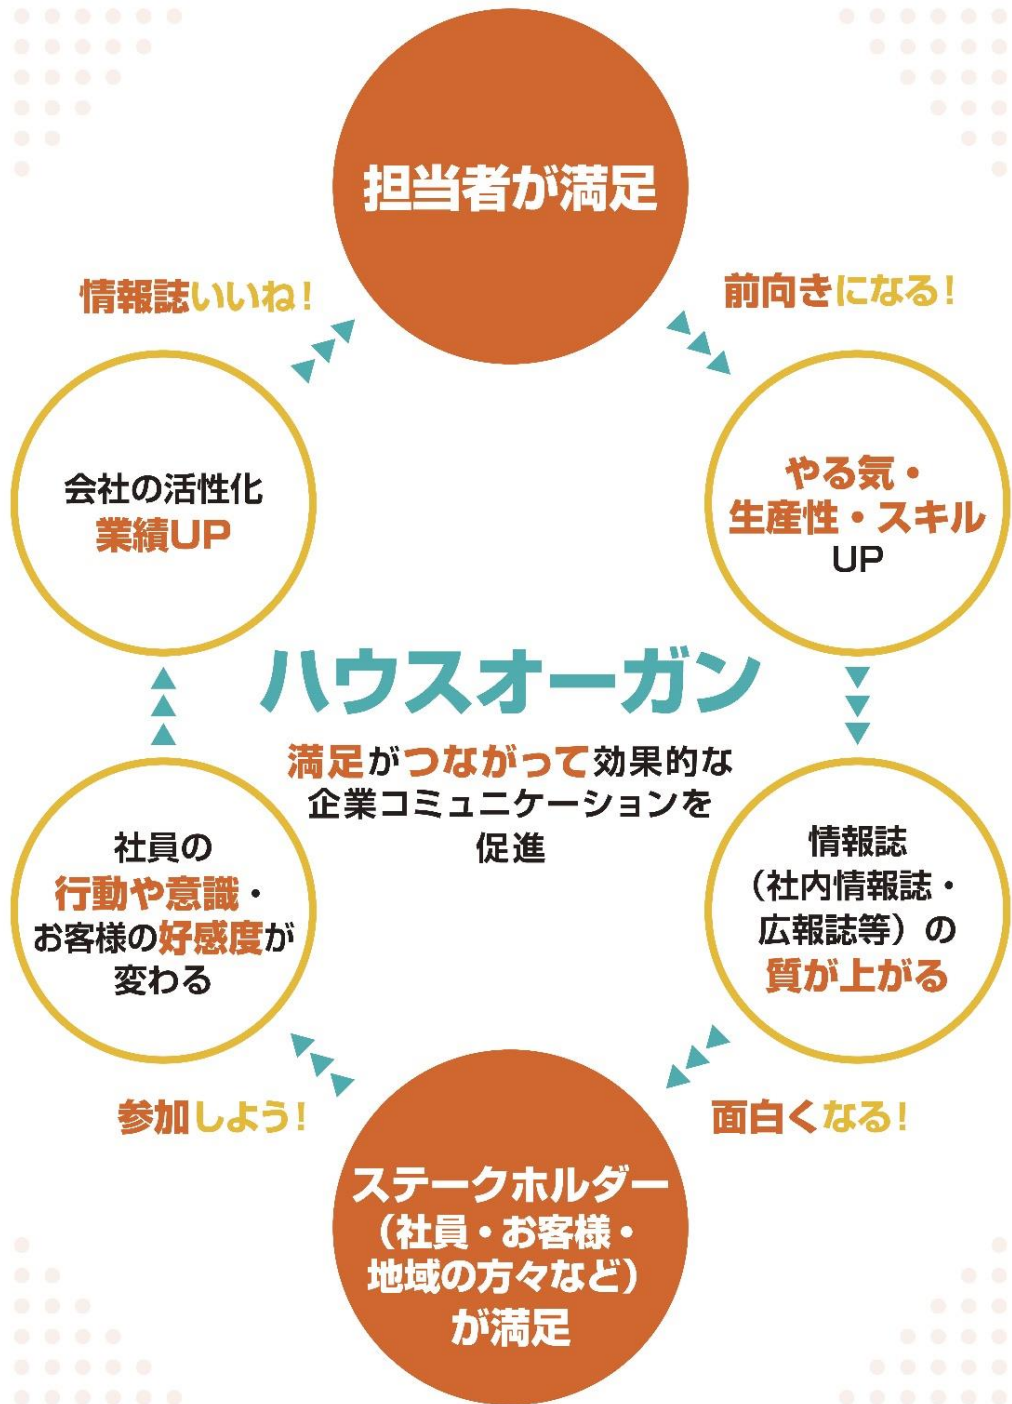 担当者が満足
情報誌いいね!
前向きになる!
会社の活性化
業績UP
やる気・
生産性・スキル
UP
ハウスオーガン
満足がつながって効果的な
企業コミュニケーションを
促進
社員の
行動や意識・
お客様の好感度が
変わる
情報誌
(社内情報誌・
広報誌等)の
質が上がる
参加しよう!
面白くなる!
ステークホルダー
(社員・お客様・
地域の方々など)
が満足